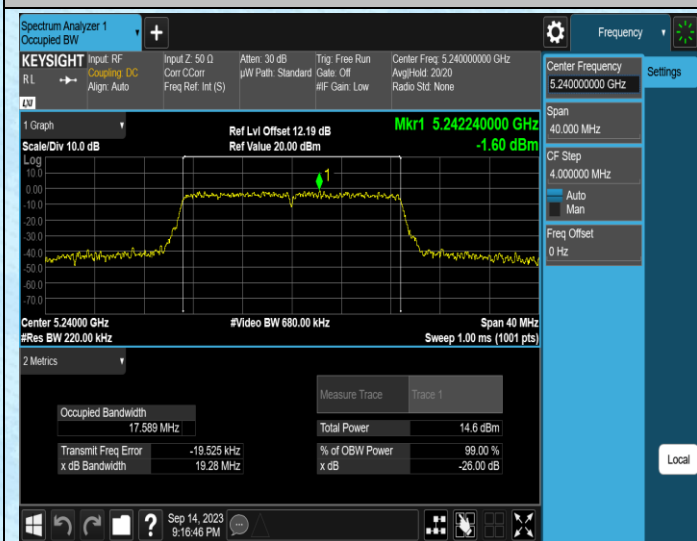 Spectrum Analyzer 1
Occupied BW
Frequency
KEYSIGHT
RL
LXI
Input: RF
Coupling: DC
Align: Auto
Input Z: 50 Ω
Corr CCorr
Freq Ref: Int (S)
Atten: 30 dB
µW Path: Standard
Trig: Free Run
Gate: Off
#IF Gain: Low
Center Freq: 5.240000000 GHz
Avg|Hold: 20/20
Radio Std: None
Center Frequency
5.240000000 GHz
Settings
Span
40.000 MHz
CF Step
4.000000 MHz
Auto
Man
Freq Offset
0 Hz
1 Graph
Scale/Div 10.0 dB
Ref Lvl Offset 12.19 dB
Ref Value 20.00 dBm
Mkr1 5.242240000 GHz
-1.60 dBm
Log
10.0
0.00
-10.0
-20.0
-30.0
-40.0
-50.0
-60.0
-70.0
1
Center 5.24000 GHz
#Res BW 220.00 kHz
#Video BW 680.00 kHz
Span 40 MHz
Sweep 1.00 ms (1001 pts)
2 Metrics
Measure Trace Trace 1
Occupied Bandwidth
17.589 MHz
Total Power 14.6 dBm
Transmit Freq Error -19.525 kHz
% of OBW Power 99.00 %
x dB Bandwidth 19.28 MHz
x dB -26.00 dB
Local
?
Sep 14, 2023
9:16:46 PM